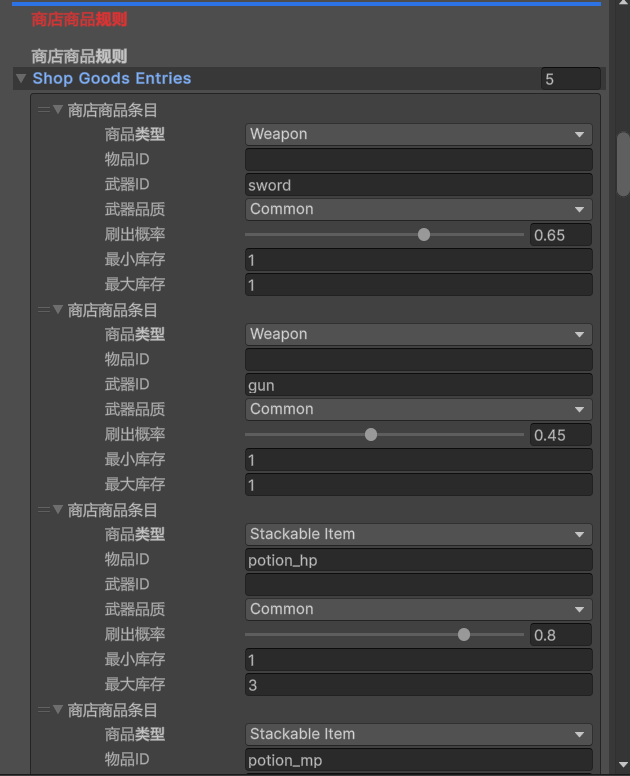 商店商品规则
商店商品规则
Shop Goods Entries 5
商店商品条目
商品类型 Weapon
物品ID
武器ID sword
武器品质 Common
刷出概率 0.65
最小库存 1
最大库存 1
商店商品条目
商品类型 Weapon
物品ID
武器ID gun
武器品质 Common
刷出概率 0.45
最小库存 1
最大库存 1
商店商品条目
商品类型 Stackable Item
物品ID potion_hp
武器ID
武器品质 Common
刷出概率 0.8
最小库存 1
最大库存 3
商店商品条目
商品类型 Stackable Item
物品ID potion_mp